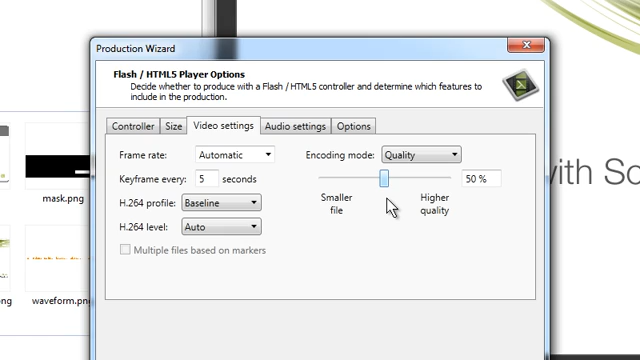 Production Wizard
Flash / HTML5 Player Options
Decide whether to produce with a Flash / HTML5 controller and determine which features to
include in the production.
Controller Size Video settings Audio settings Options
Frame rate: Automatic Encoding mode: Quality
Keyframe every: 5 seconds 50 %
Smaller file
Higher quality
H.264 profile: Baseline
H.264 level: Auto
Multiple files based on markers
mask.png
waveform.png
ng
with Sc